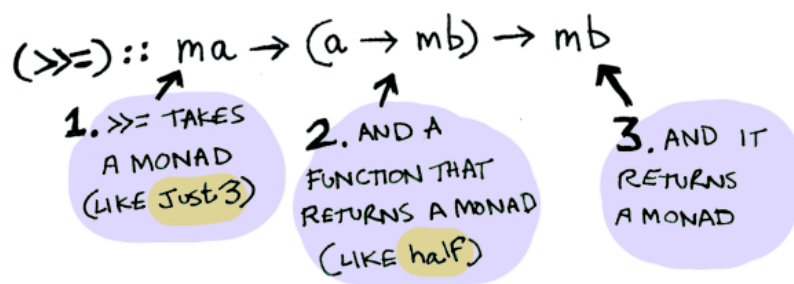 (>>=) :: ma → (a → mb) → mb
1. >>= TAKES
A MONAD
(LIKE Just 3)
2. AND A
FUNCTION THAT
RETURNS A MONAD
(LIKE half)
3. AND IT
RETURNS
A MONAD